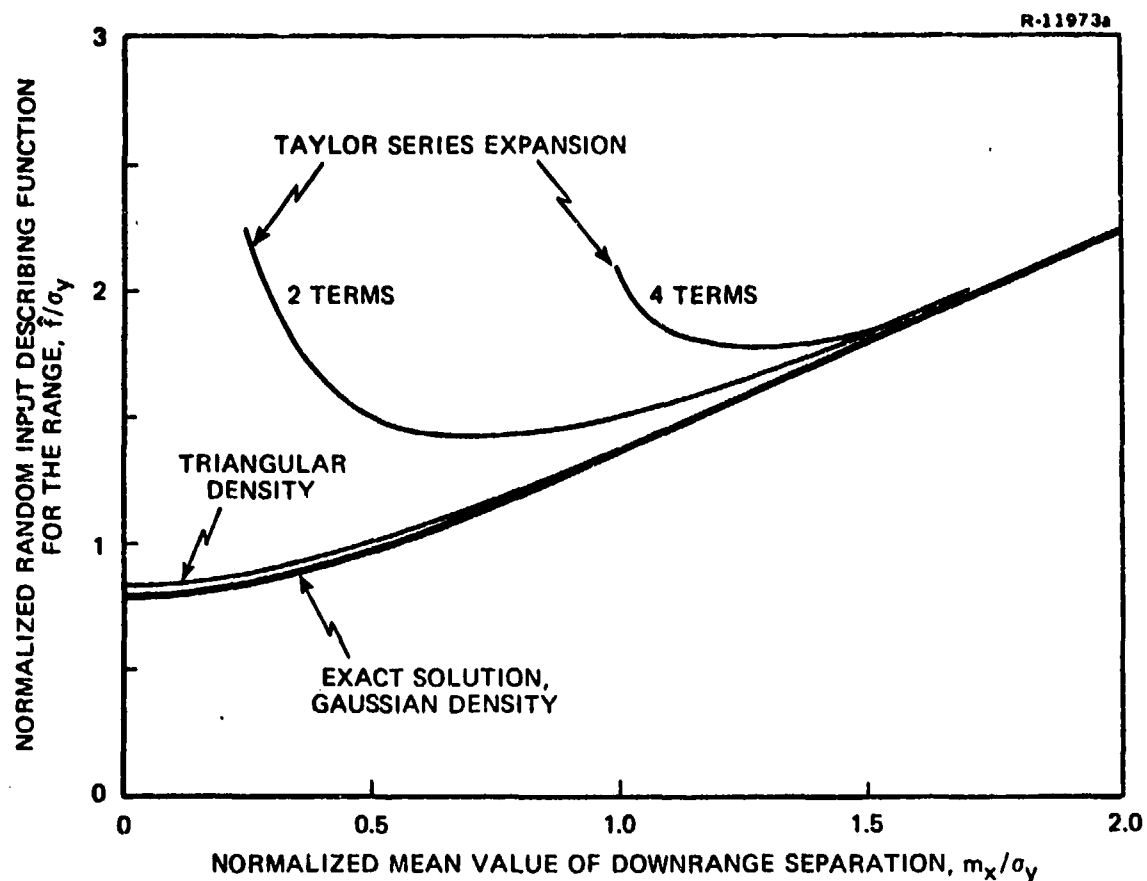 R-11973a
NORMALIZED RANDOM INPUT DESCRIBING FUNCTION
FOR THE RANGE, f̂/σy
3
2
1
0
TAYLOR SERIES EXPANSION
2 TERMS
4 TERMS
TRIANGULAR
DENSITY
EXACT SOLUTION,
GAUSSIAN DENSITY
0
0.5
1.0
1.5
2.0
NORMALIZED MEAN VALUE OF DOWNRANGE SEPARATION, mx/σy